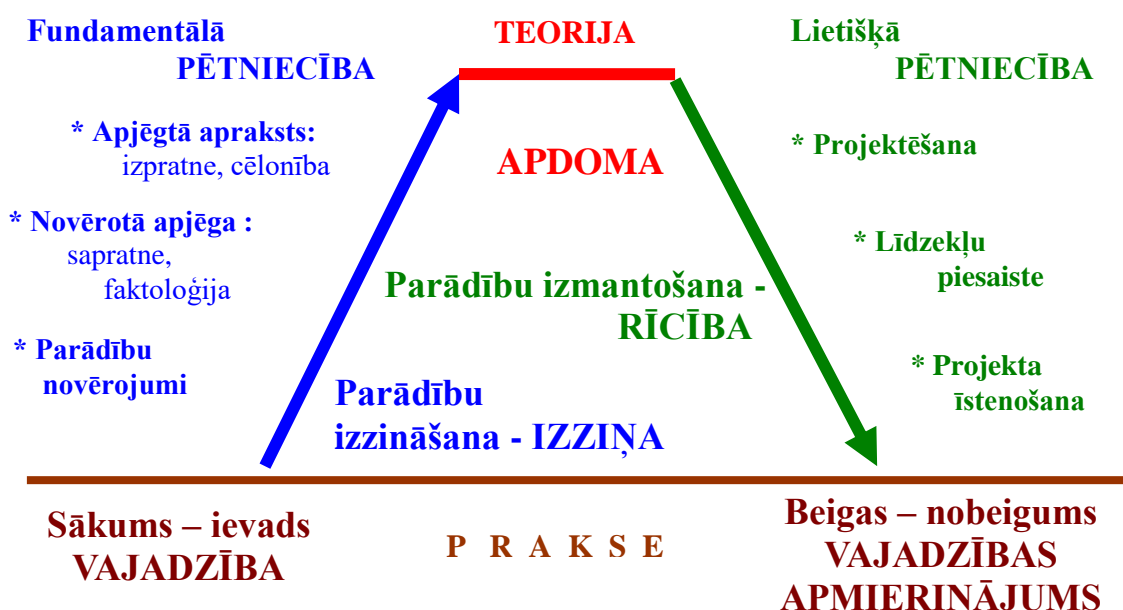 Fundamentālā
PĒTNIECĪBA
* Apjēgtā apraksts:
izpratne, cēlonība
* Novērotā apjēga :
sapratne,
faktoloģija
* Parādību
novērojumi
TEORIJA
APDOMA
Parādību izmantošana -
RĪCĪBA
Parādību
izzināšana - IZZIŅA
Lietišķā
PĒTNIECĪBA
* Projektēšana
* Līdzekļu
piesaiste
* Projekta
īstenošana
Sākums – ievads
VAJADZĪBA
P R A K S E
Beigas – nobeigums
VAJADZĪBAS
APMIERINĀJUMS